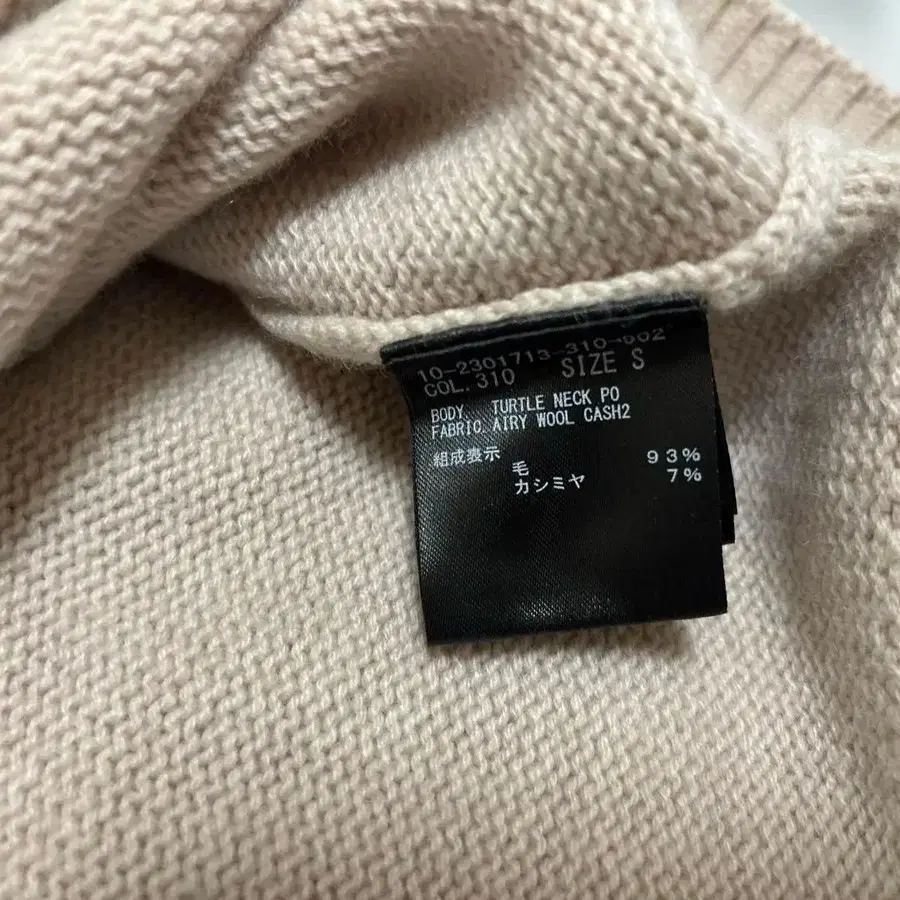 10-2301713-310-002
COL. 310 SIZE S
BODY. TURTLE NECK PO
FABRIC. AIRY WOOL CASH2
組成表示
毛 93%
カシミヤ 7%